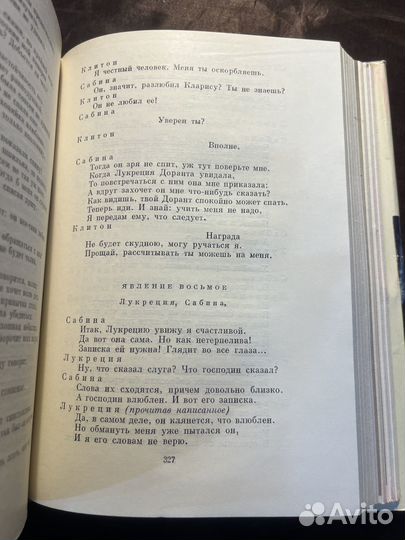 Клитон
Я честный человек. Меня ты оскорбляешь.
Сабина
Он, значит, разлюбил Кларису? Ты не знаешь?
Клитон
Он не любил ее!
Сабина
Уверен ты?
Клитон
Вполне.
Сабина
Тогда он зря не спит, уж тут поверьте мне.
Когда Лукреция Доранта увидала,
То повстречаться с ним она мне приказала;
А вдруг захочет он мне что-нибудь сказать?
Как видишь, твой Дорант спокойно может спать.
Теперь иди. И знай: учить меня не надо,
Я передам ему, что следует.
Клитон
Награда
Не будет скудною, могу ручаться я.
Прощай, рассчитывать ты можешь на меня.
ЯВЛЕНИЕ ВОСЬМОЕ
Лукреция, Сабина,
Сабина
Итак, Лукрецию увижу я счастливой.
Да вот она сама. Но как нетерпелива!
Записка ей нужна! Глядит во все глаза...
Лукреция
Ну, что сказал слуга? Что господин сказал?
Сабина
Слова их сходятся, причем довольно близко.
А господин влюблен. И вот его записка.
Лукреция (прочитав написанное)
Да, в самом деле, он клянется, что влюблен.
Но обмануть меня уже пытался он,
И я его словам не верю.
327
Avito